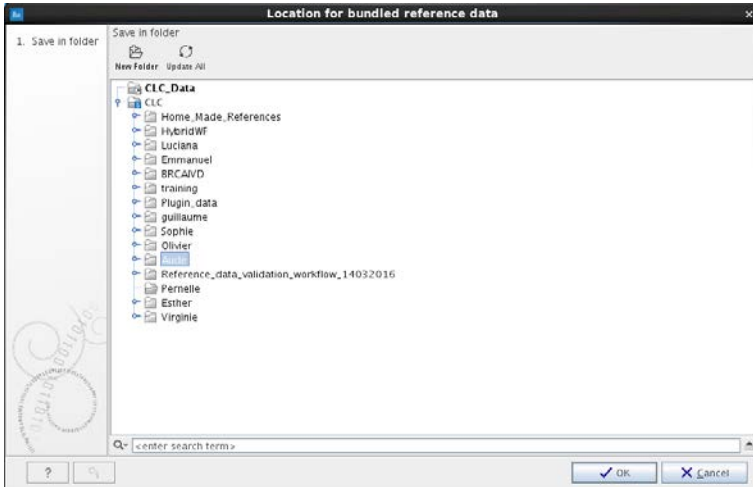 Location for bundled reference data
1. Save in folder
Save in folder
New Folder Update All
CLC_Data
CLC
Home_Made_References
HybridWF
Luciana
Emmanuel
BRCAIVD
training
Plugin_data
guillaume
Sophie
Olivier
Aude
Reference_data_validation_workflow_14032016
Pernelle
Esther
Virginie
<enter search term>
? 
OK Cancel